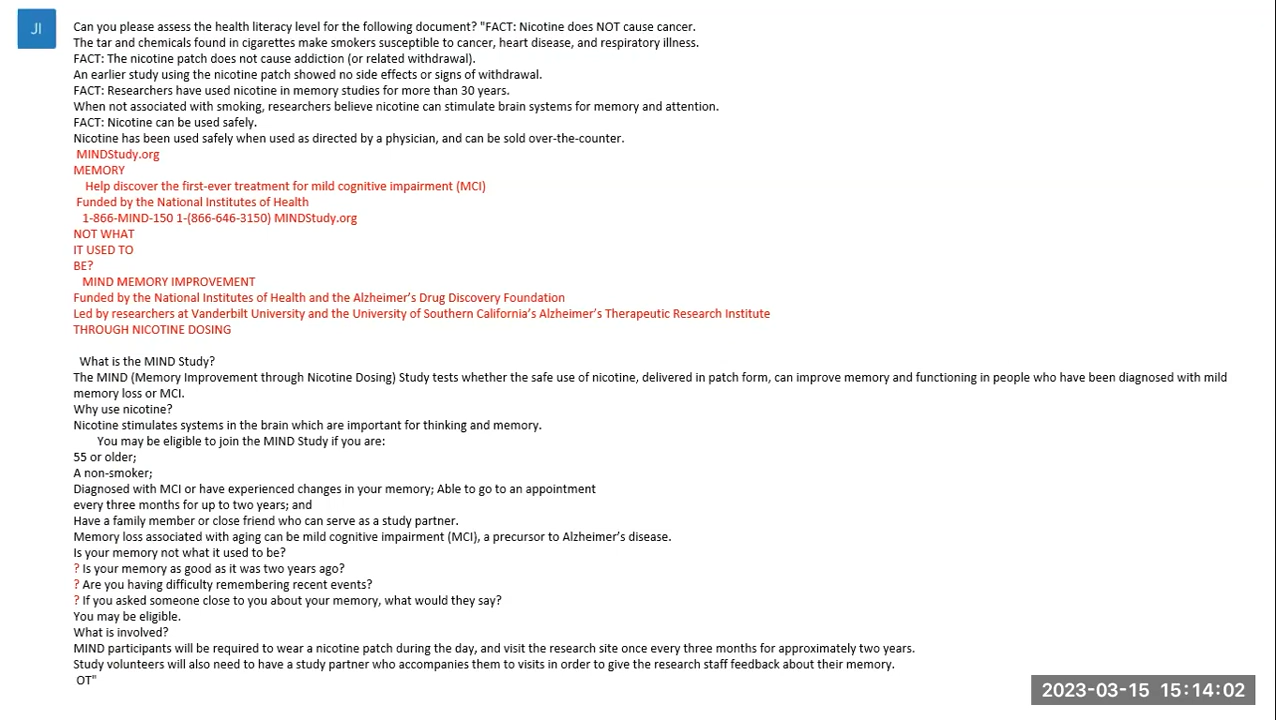 JI
Can you please assess the health literacy level for the following document? "FACT: Nicotine does NOT cause cancer.
The tar and chemicals found in cigarettes make smokers susceptible to cancer, heart disease, and respiratory illness.
FACT: The nicotine patch does not cause addiction (or related withdrawal).
An earlier study using the nicotine patch showed no side effects or signs of withdrawal.
FACT: Researchers have used nicotine in memory studies for more than 30 years.
When not associated with smoking, researchers believe nicotine can stimulate brain systems for memory and attention.
FACT: Nicotine can be used safely.
Nicotine has been used safely when used as directed by a physician, and can be sold over-the-counter.
MINDStudy.org
MEMORY
Help discover the first-ever treatment for mild cognitive impairment (MCI)
Funded by the National Institutes of Health
1-866-MIND-150 1-(866-646-3150) MINDStudy.org
NOT WHAT
IT USED TO
BE?
MIND MEMORY IMPROVEMENT
Funded by the National Institutes of Health and the Alzheimer's Drug Discovery Foundation
Led by researchers at Vanderbilt University and the University of Southern California's Alzheimer's Therapeutic Research Institute
THROUGH NICOTINE DOSING
What is the MIND Study?
The MIND (Memory Improvement through Nicotine Dosing) Study tests whether the safe use of nicotine, delivered in patch form, can improve memory and functioning in people who have been diagnosed with mild
memory loss or MCI.
Why use nicotine?
Nicotine stimulates systems in the brain which are important for thinking and memory.
You may be eligible to join the MIND Study if you are:
55 or older;
A non-smoker;
Diagnosed with MCI or have experienced changes in your memory; Able to go to an appointment
every three months for up to two years; and
Have a family member or close friend who can serve as a study partner.
Memory loss associated with aging can be mild cognitive impairment (MCI), a precursor to Alzheimer's disease.
Is your memory not what it used to be?
? Is your memory as good as it was two years ago?
? Are you having difficulty remembering recent events?
? If you asked someone close to you about your memory, what would they say?
You may be eligible.
What is involved?
MIND participants will be required to wear a nicotine patch during the day, and visit the research site once every three months for approximately two years.
Study volunteers will also need to have a study partner who accompanies them to visits in order to give the research staff feedback about their memory.
OT"
2023-03-15 15:14:02